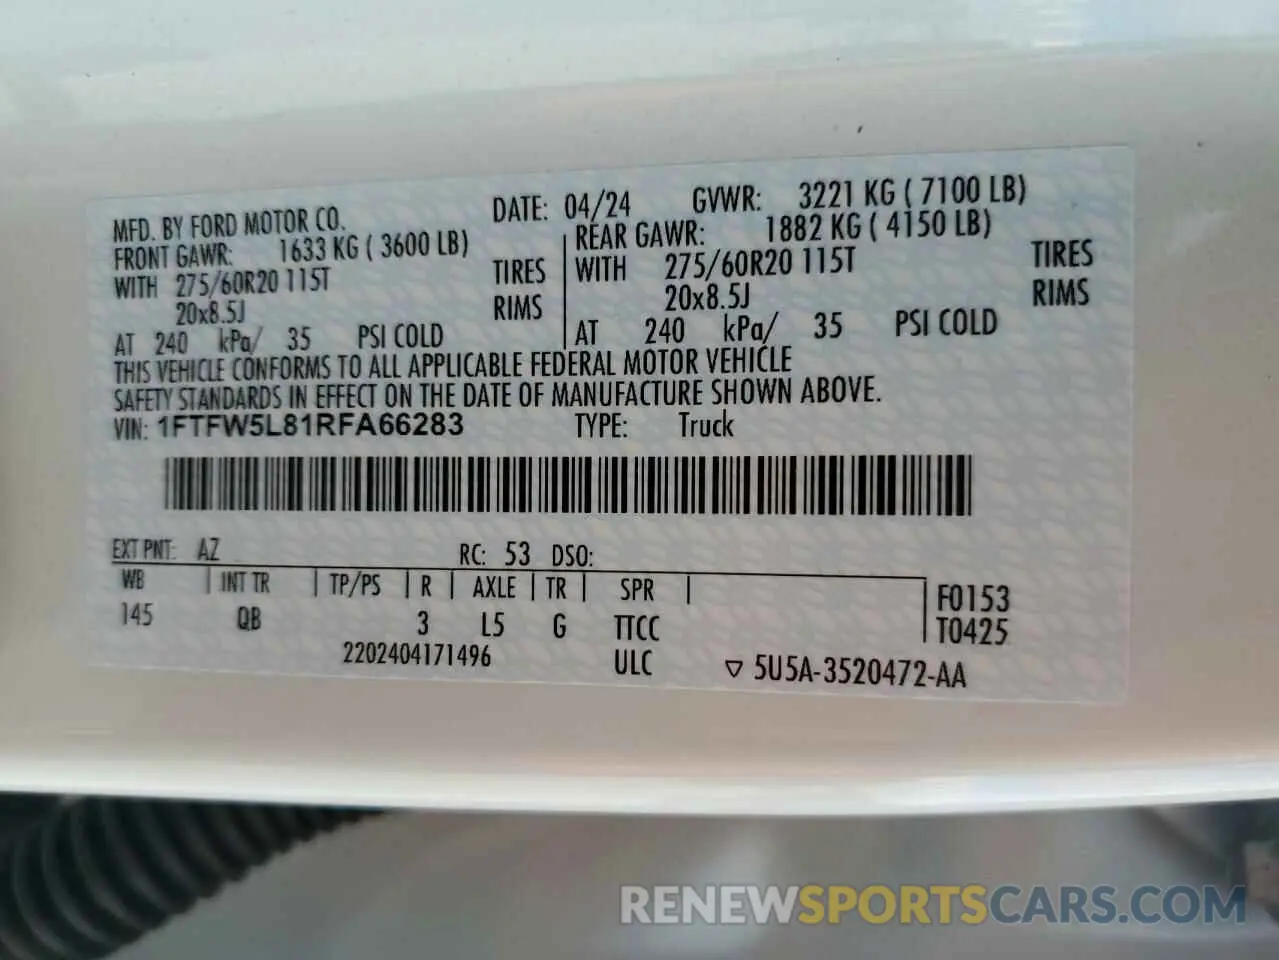 MFD. BY FORD MOTOR CO. DATE: 04/24 GVWR: 3221 KG ( 7100 LB)
FRONT GAWR: 1633 KG ( 3600 LB) REAR GAWR: 1882 KG ( 4150 LB)
WITH 275/60R20 115T TIRES WITH 275/60R20 115T TIRES
20x8.5J RIMS 20x8.5J RIMS
AT 240 kPa/ 35 PSI COLD AT 240 kPa/ 35 PSI COLD
THIS VEHICLE CONFORMS TO ALL APPLICABLE FEDERAL MOTOR VEHICLE
SAFETY STANDARDS IN EFFECT ON THE DATE OF MANUFACTURE SHOWN ABOVE.
VIN: 1FTFW5L81RFA66283 TYPE: Truck
EXT PNT: AZ RC: 53 DSO:
WB INT TR TP/PS R AXLE TR SPR F0153
145 QB 3 L5 G TTCC T0425
2202404171496 ULC ▽ 5U5A-3520472-AA
RENEWSPORTSCARS.COM